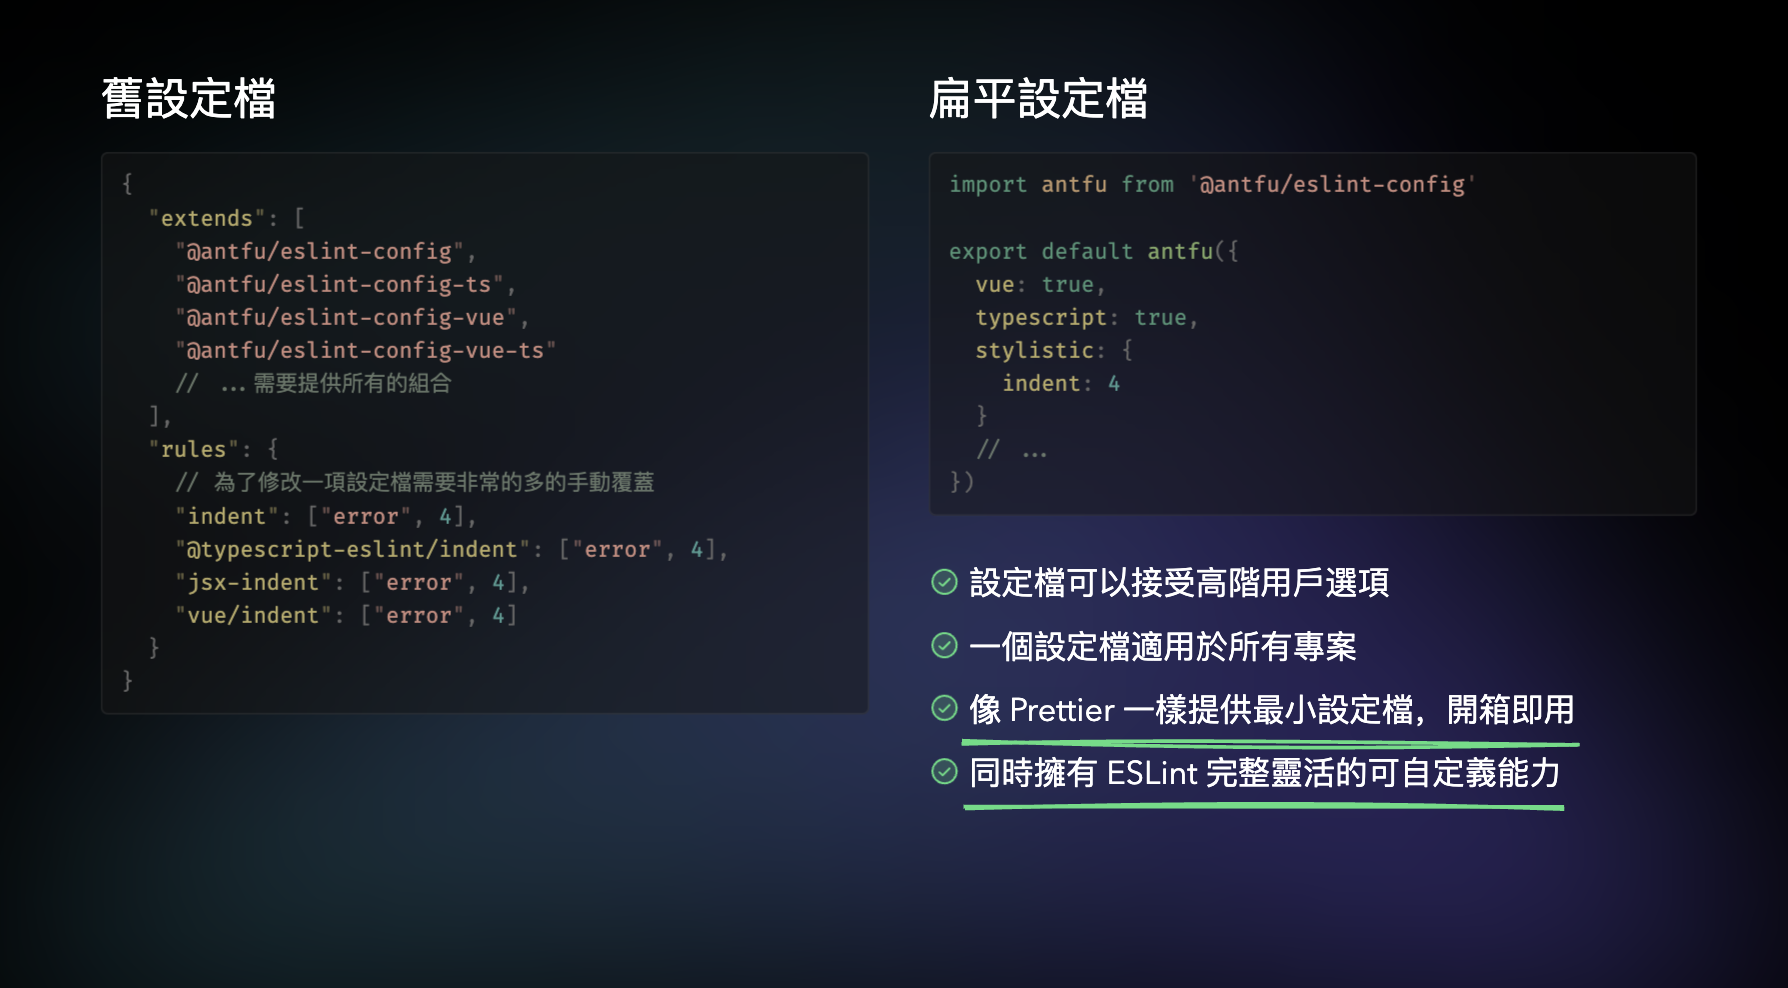 舊設定檔
{
  "extends": [
    "@antfu/eslint-config",
    "@antfu/eslint-config-ts",
    "@antfu/eslint-config-vue",
    "@antfu/eslint-config-vue-ts"
    // ...需要提供所有的組合
  ],
  "rules": {
    // 為了修改一項設定檔需要非常的多的手動覆蓋
    "indent": ["error", 4],
    "@typescript-eslint/indent": ["error", 4],
    "jsx-indent": ["error", 4],
    "vue/indent": ["error", 4]
  }
}
扁平設定檔
import antfu from '@antfu/eslint-config'
export default antfu({
  vue: true,
  typescript: true,
  stylistic: {
    indent: 4
  }
  // ...
})
設定檔可以接受高階用戶選項
一個設定檔適用於所有專案
像 Prettier 一樣提供最小設定檔，開箱即用
同時擁有 ESLint 完整靈活的可自定義能力